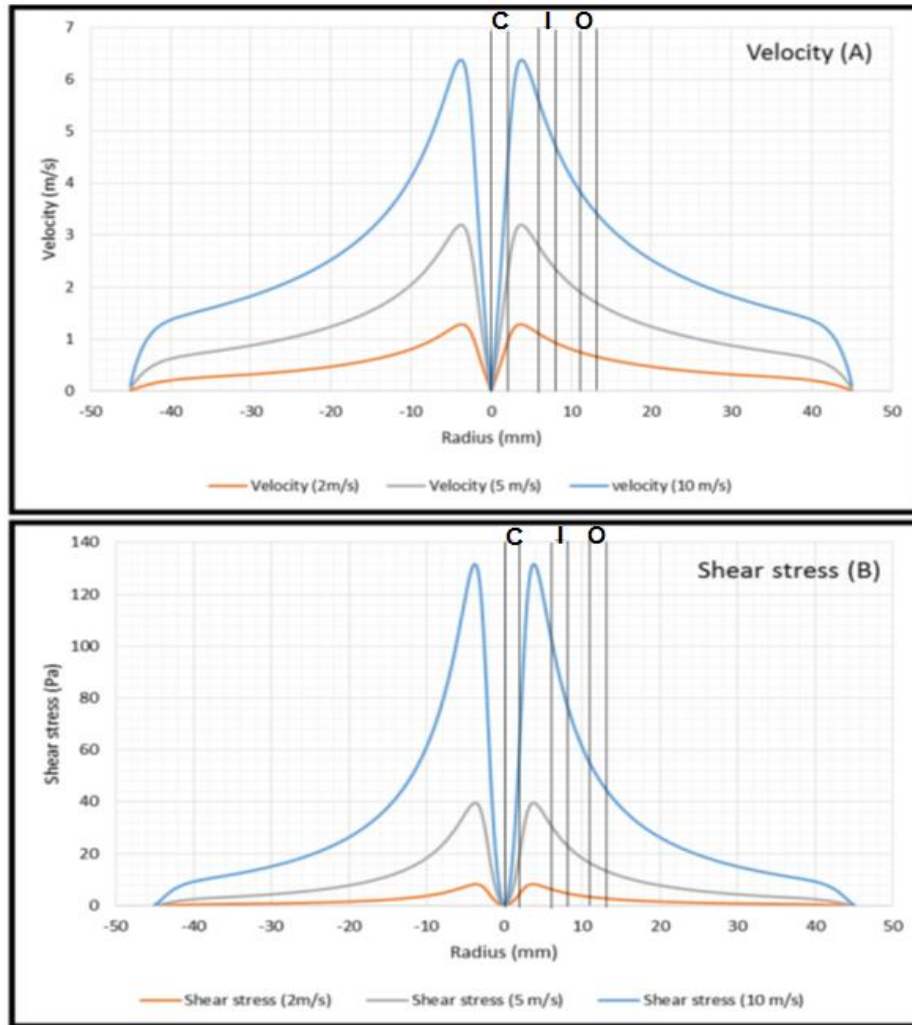 C I O
Velocity (A)
7
6
5
4
3
2
1
0
Velocity (m/s)
-50 -40 -30 -20 -10 0 10 20 30 40 50
Radius (mm)
Velocity (2m/s) Velocity (5 m/s) velocity (10 m/s)
C I O
Shear stress (B)
140
120
100
80
60
40
20
0
Shear stress (Pa)
-50 -40 -30 -20 -10 0 10 20 30 40 50
Radius (mm)
Shear stress (2m/s) Shear stress (5 m/s) Shear stress (10 m/s)